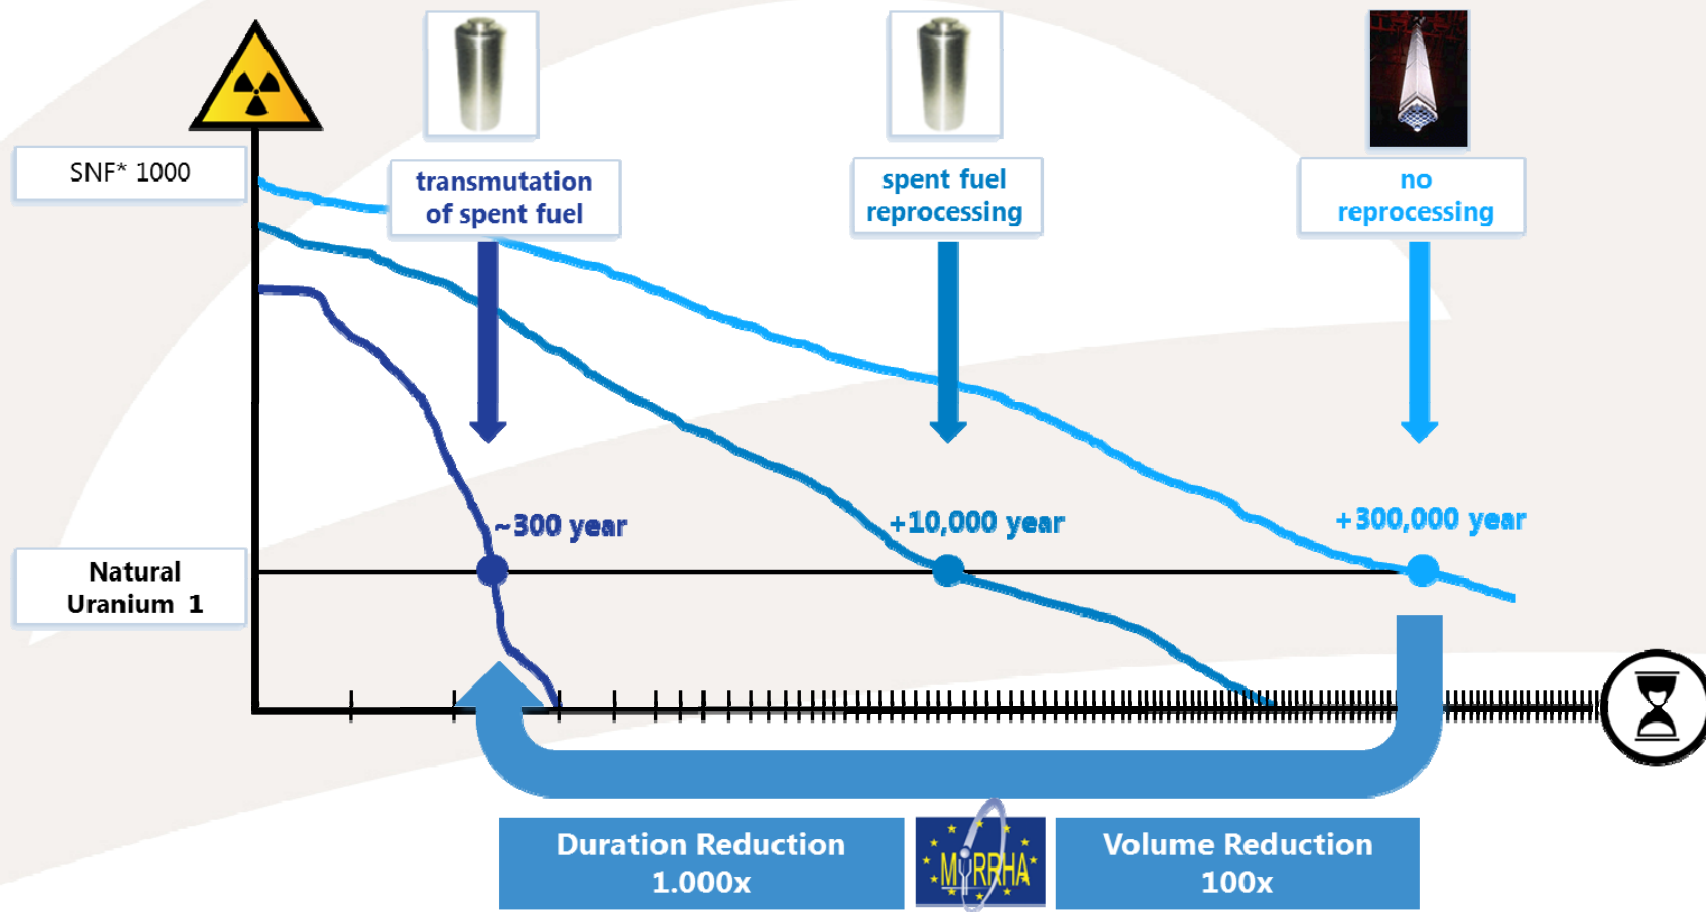 SNF* 1000
transmutation
of spent fuel
spent fuel
reprocessing
no
reprocessing
~300 year
+10,000 year
+300,000 year
Natural
Uranium 1
Duration Reduction
1.000x
MYRRHA
Volume Reduction
100x